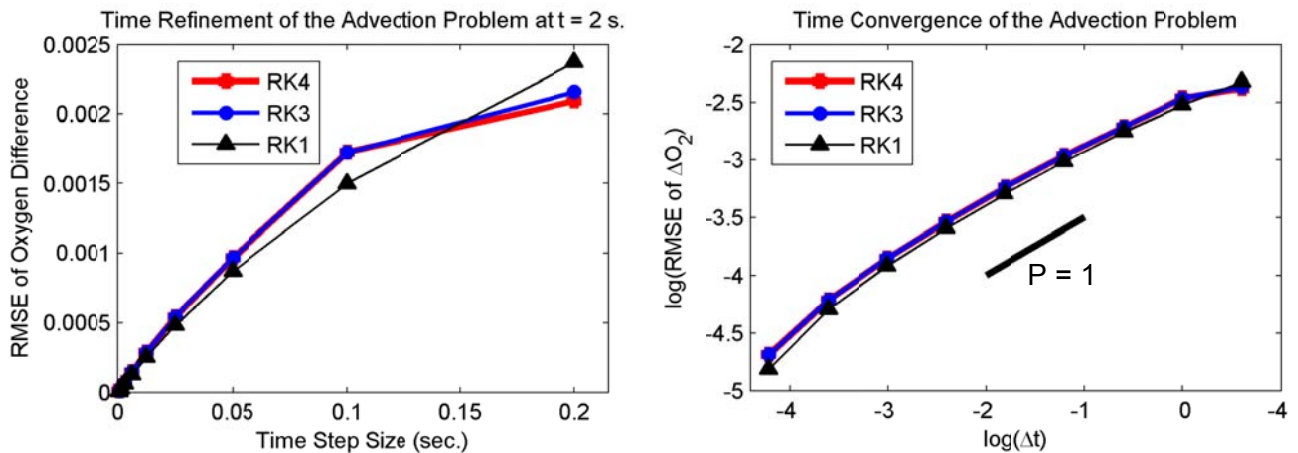 Time Refinement of the Advection Problem at t = 2 s.
RMSE of Oxygen Difference
0.0025
0.002
0.0015
0.001
0.0005
0
RK4
RK3
RK1
0
0.05
0.1
0.15
0.2
Time Step Size (sec.)
Time Convergence of the Advection Problem
log(RMSE of ΔO2)
-2
-2.5
-3
-3.5
-4
-4.5
-5
RK4
RK3
RK1
P = 1
-4
-3
-2
-1
0
-4
log(Δt)